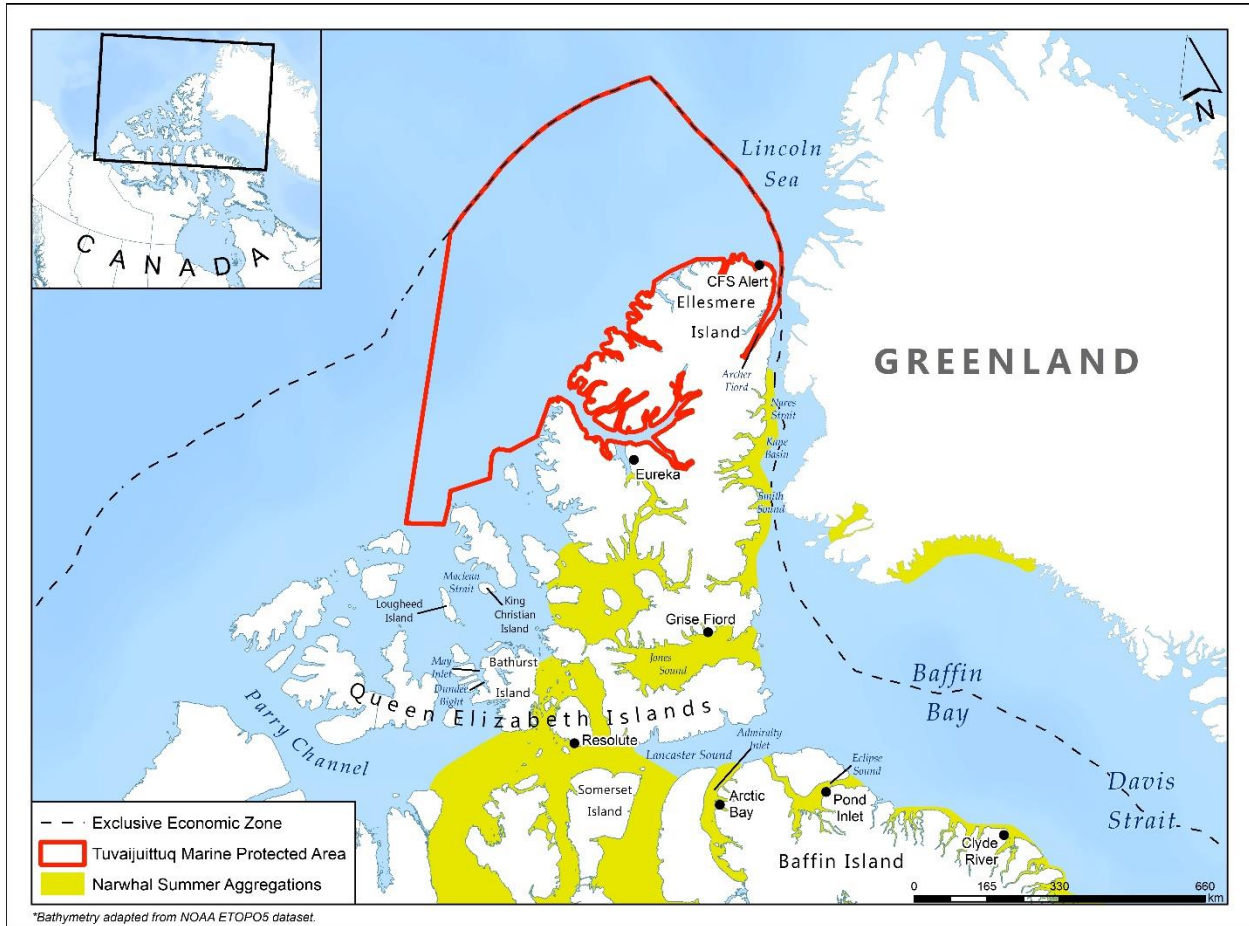 CANADA
Lincoln
Sea
N
CFS Alert
Ellesmere
Island
GREENLAND
Archer
Fiord
Nares
Strait
Kane
Basin
Eureka
Smith
Sound
Maclean
Strait
Lougheed
Island
King
Christian
Island
Grise Fiord
May
Inlet
Bathurst
Island
Jones
Sound
Dundee
Bight
Queen Elizabeth Islands
Baffin
Bay
Parry Channel
Resolute
Lancaster Sound
Admiralty
Inlet
Eclipse
Sound
Somerset
Island
Arctic
Bay
Pond
Inlet
Davis
Strait
Clyde
River
Baffin Island
Exclusive Economic Zone
Tuvaijuittuq Marine Protected Area
Narwhal Summer Aggregations
0 165 330 660
km
*Bathymetry adapted from NOAA ETOPO5 dataset.